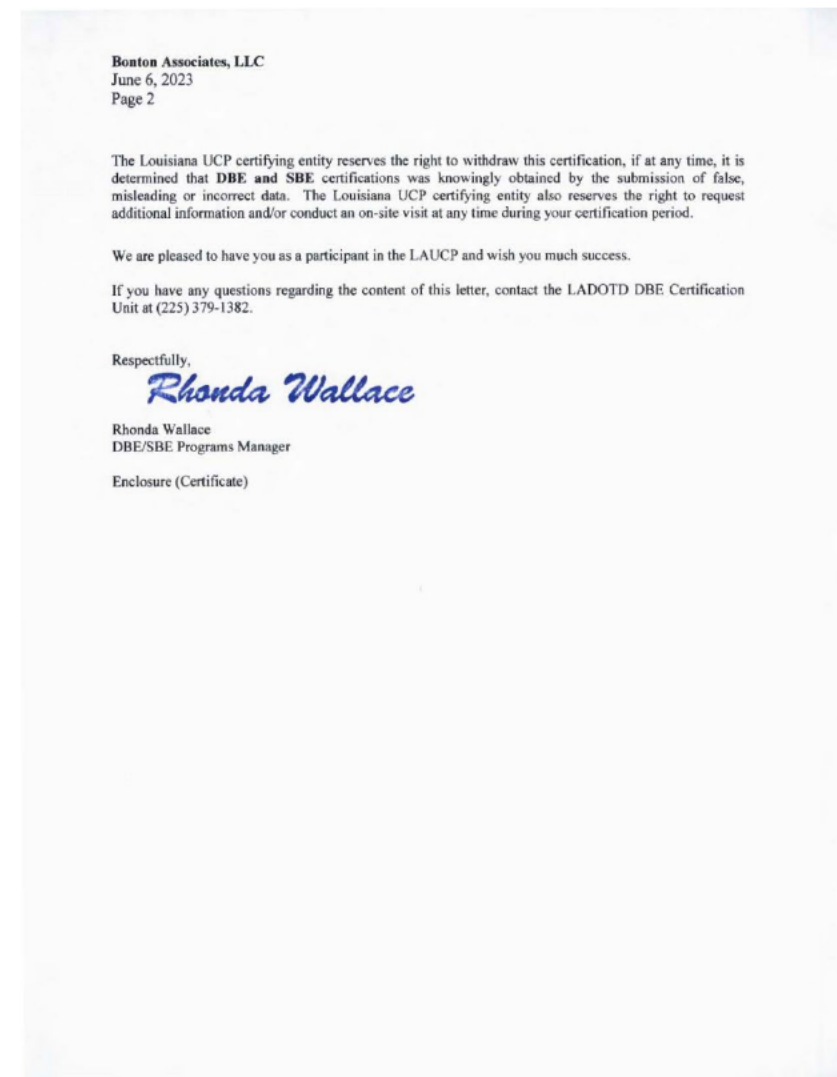 Bonton Associates, LLC
June 6, 2023
Page 2
The Louisiana UCP certifying entity reserves the right to withdraw this certification, if at any time, it is
determined that DBE and SBE certifications was knowingly obtained by the submission of false,
misleading or incorrect data. The Louisiana UCP certifying entity also reserves the right to request
additional information and/or conduct an on-site visit at any time during your certification period.
We are pleased to have you as a participant in the LAUCP and wish you much success.
If you have any questions regarding the content of this letter, contact the LADOTD DBE Certification
Unit at (225) 379-1382.
Respectfully,
Rhonda Wallace
Rhonda Wallace
DBE/SBE Programs Manager
Enclosure (Certificate)